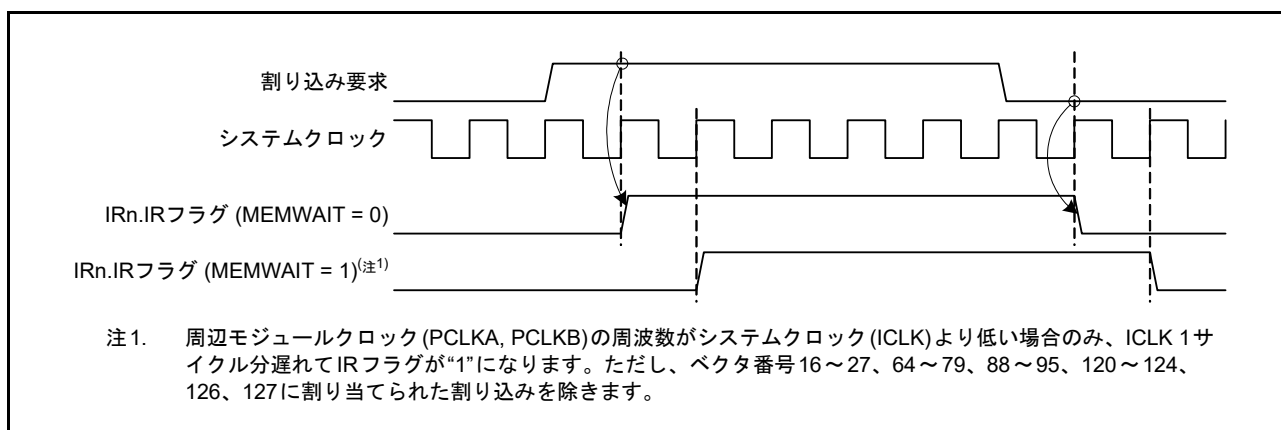 割り込み要求
システムクロック
IRn.IRフラグ (MEMWAIT = 0)
IRn.IRフラグ (MEMWAIT = 1)(注1)
注1. 周辺モジュールクロック(PCLKA, PCLKB)の周波数がシステムクロック(ICLK)より低い場合のみ、ICLK 1サ
イクル分遅れてIRフラグが“1”になります。ただし、ベクタ番号16～27、64～79、88～95、120～124、
126、127に割り当てられた割り込みを除きます。